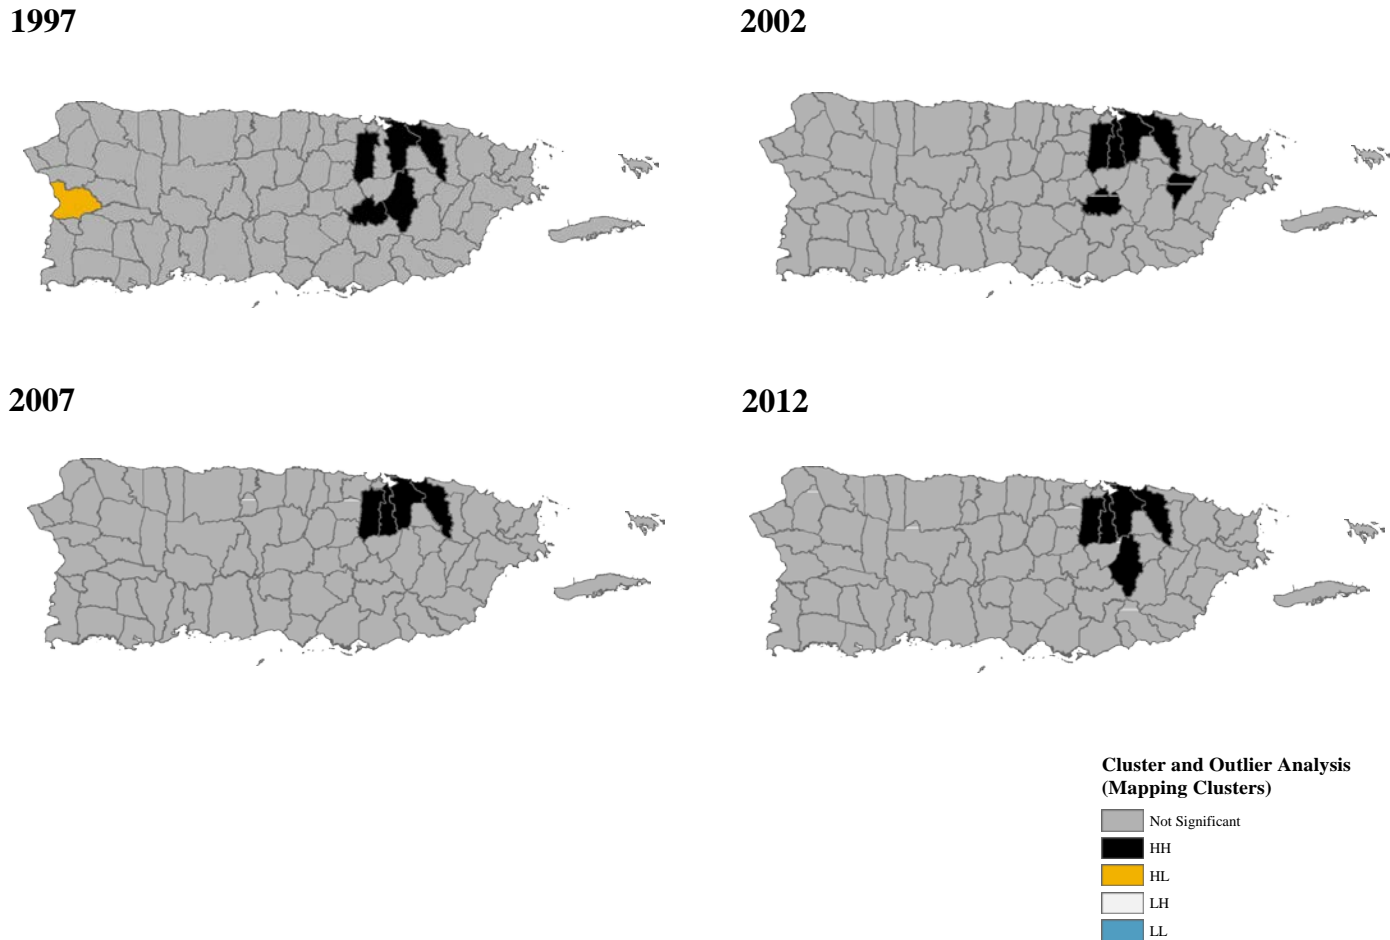 1997
2002
2007
2012
Cluster and Outlier Analysis
(Mapping Clusters)
Not Significant
HH
HL
LH
LL